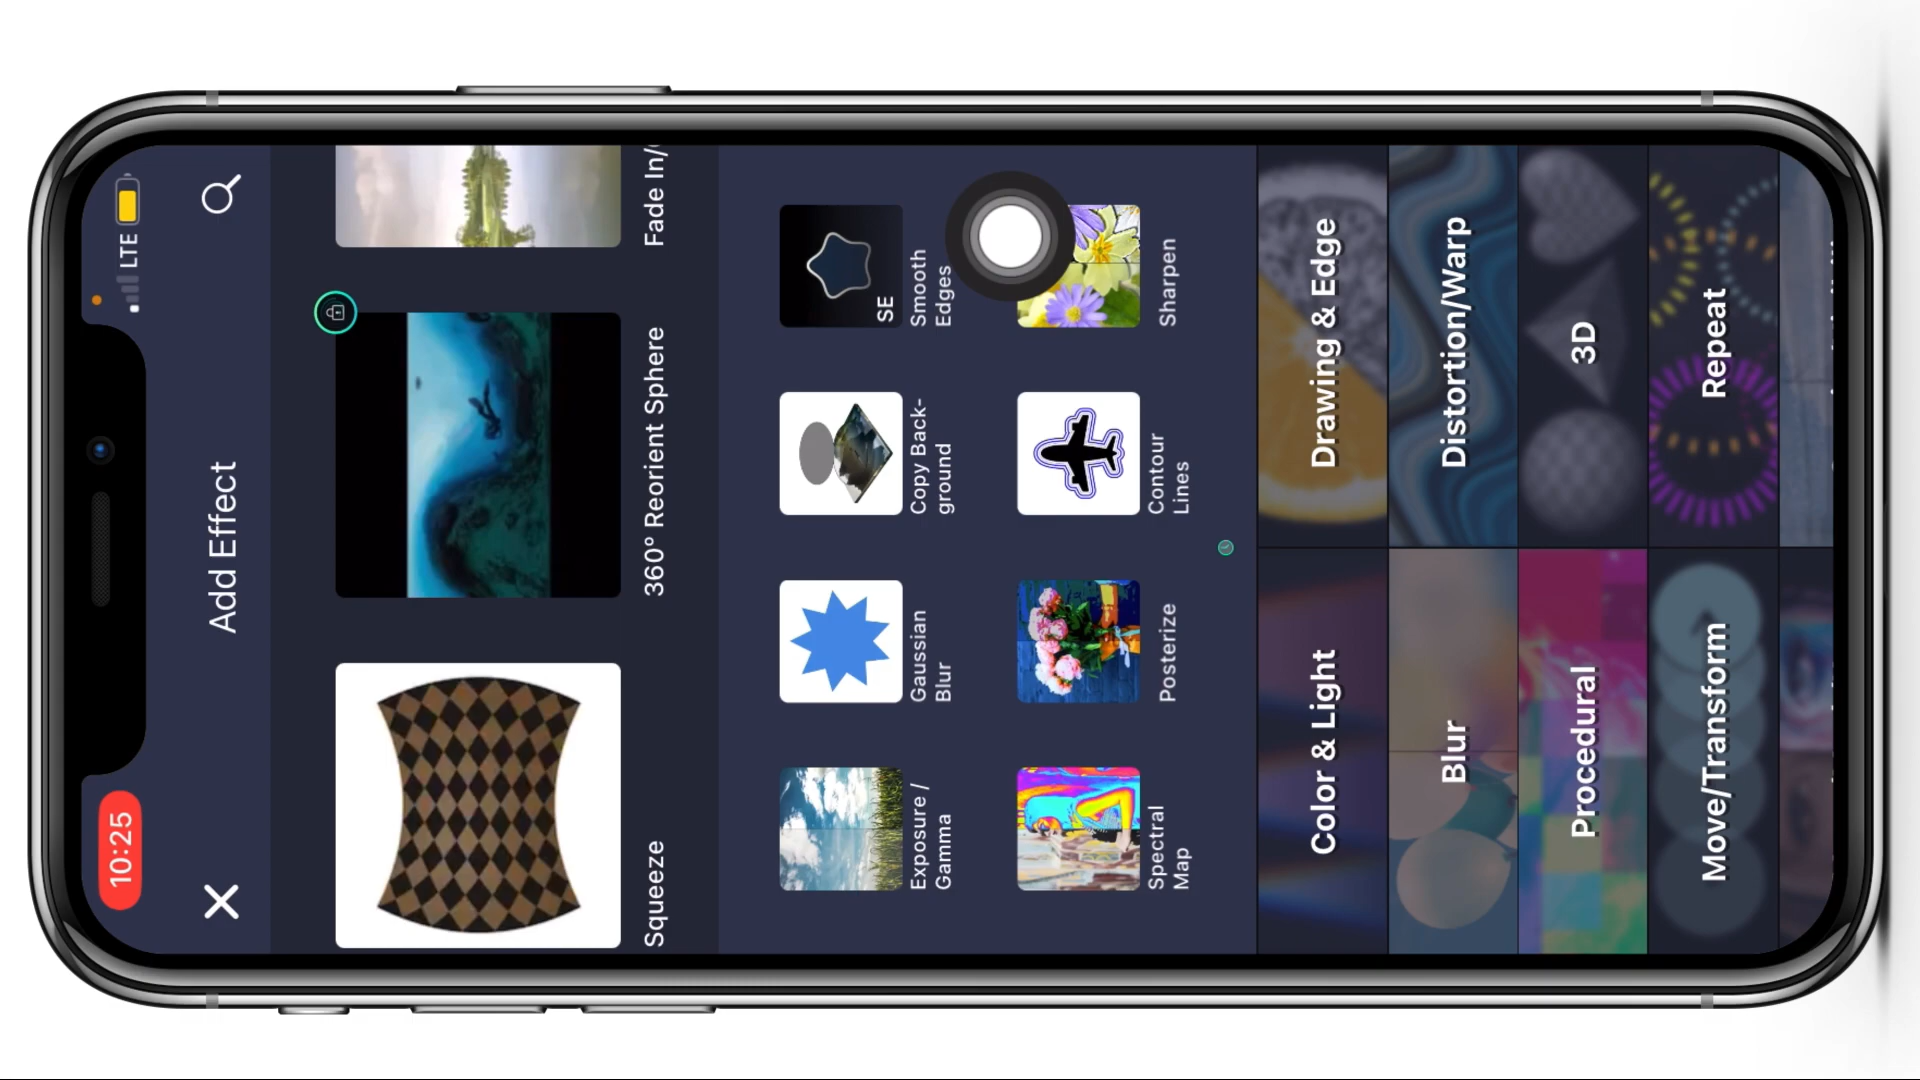 10:25
LTE
Add Effect
Squeeze
360° Reorient Sphere
Fade In/
Exposure /
Gamma
Gaussian
Blur
Copy Back-
ground
SE
Smooth
Edges
Spectral
Map
Posterize
Contour
Lines
Sharpen
Color & Light
Drawing & Edge
Blur
Distortion/Warp
Procedural
3D
Move/Transform
Repeat